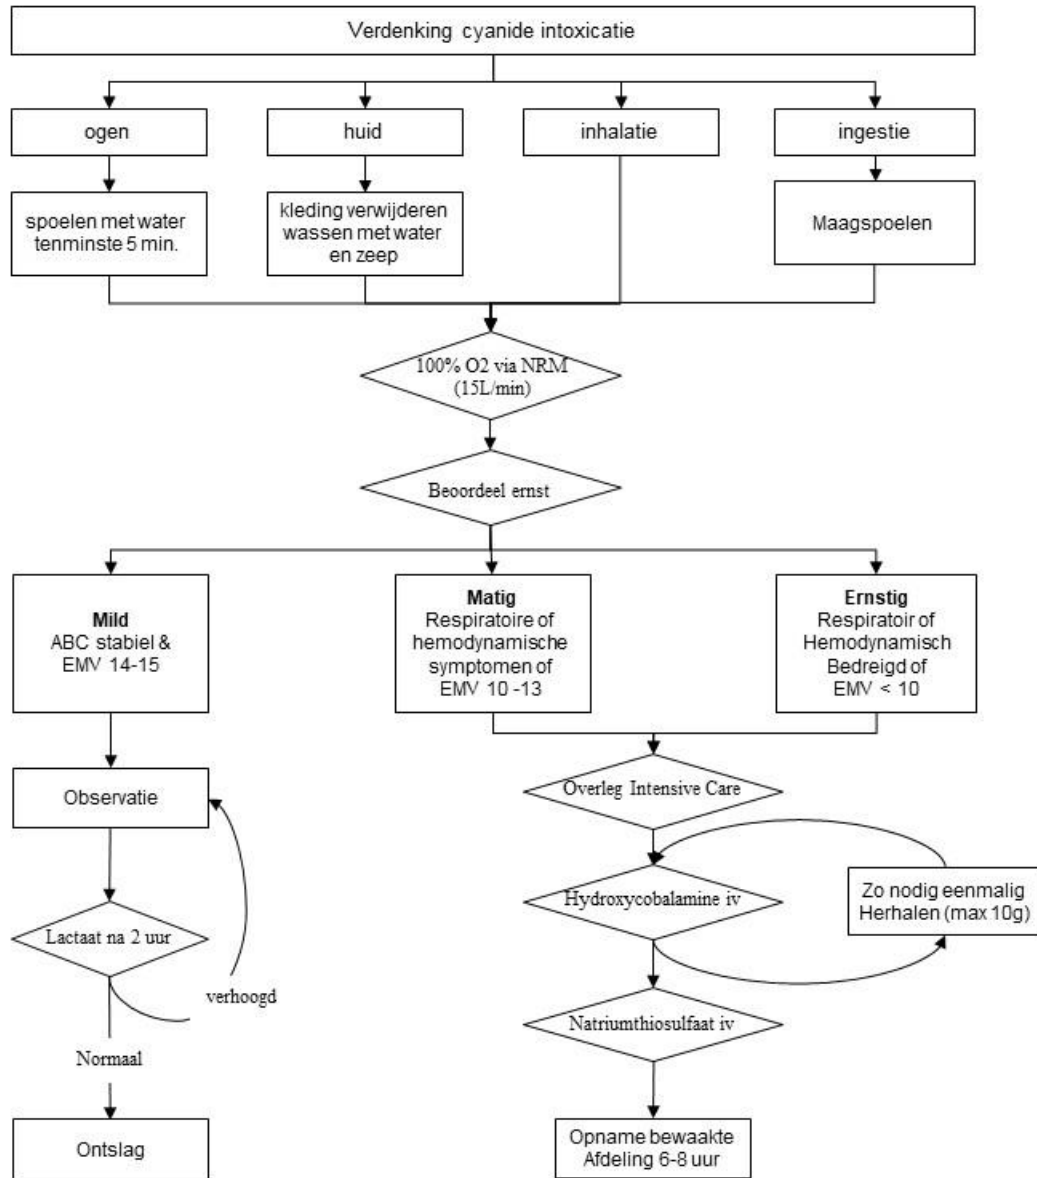 Verdenking cyanide intoxicatie
ogen
huid
inhalatie
ingestie
spoelen met water
tenminste 5 min.
kleding verwijderen
wassen met water
en zeep
Maagspoelen
100% O2 via NRM
(15L/min)
Beoordeel ernst
Mild
ABC stabiel &
EMV 14-15
Matig
Respiratoire of
hemodynamische
symptomen of
EMV 10 -13
Ernstig
Respiratoir of
Hemodynamisch
Bedreigd of
EMV < 10
Observatie
Overleg Intensive Care
Hydroxycobalamine iv
Zo nodig eenmalig
Herhalen (max 10g)
Lactaat na 2 uur
verhoogd
Natriumthiosulfaat iv
Normaal
Ontslag
Opname bewaakte
Afdeling 6-8 uur